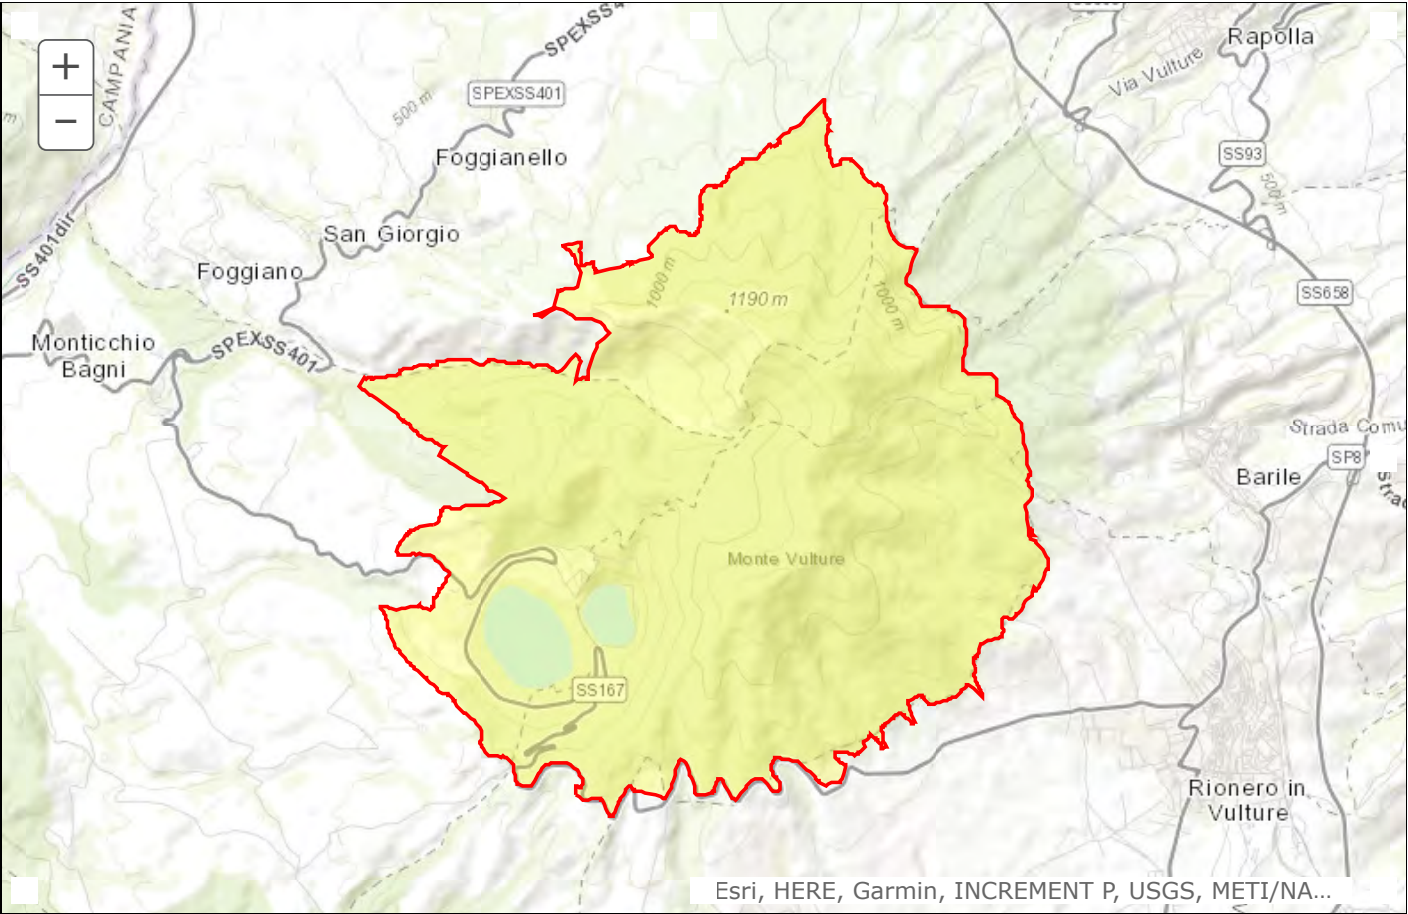 +
−
CAMPANIA
500 m
SPEXSS4
SPEXSS401
Foggianello
San Giorgio
Foggiano
SS401dir
Monticchio
Bagni
SPEXSS401
Rapolla
Via Vulture
SS93
500 m
SS658
1000 m
1190 m
1000 m
Strada Comu
SP8
Barile
Strad
Monte Vulture
SS167
Rionero in
Vulture
Esri, HERE, Garmin, INCREMENT P, USGS, METI/NA...